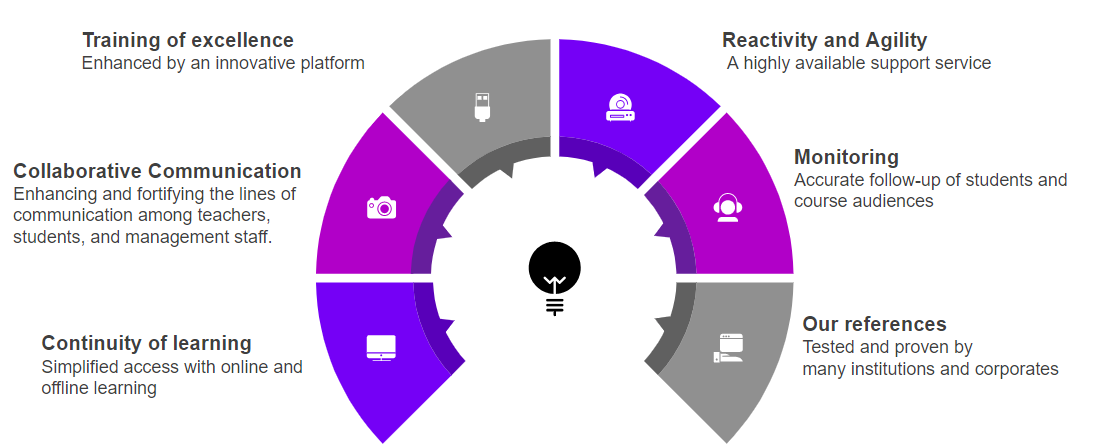 Training of excellence
Enhanced by an innovative platform
Collaborative Communication
Enhancing and fortifying the lines of
communication among teachers,
students, and management staff.
Continuity of learning
Simplified access with online and
offline learning
Reactivity and Agility
A highly available support service
Monitoring
Accurate follow-up of students and
course audiences
Our references
Tested and proven by
many institutions and corporates